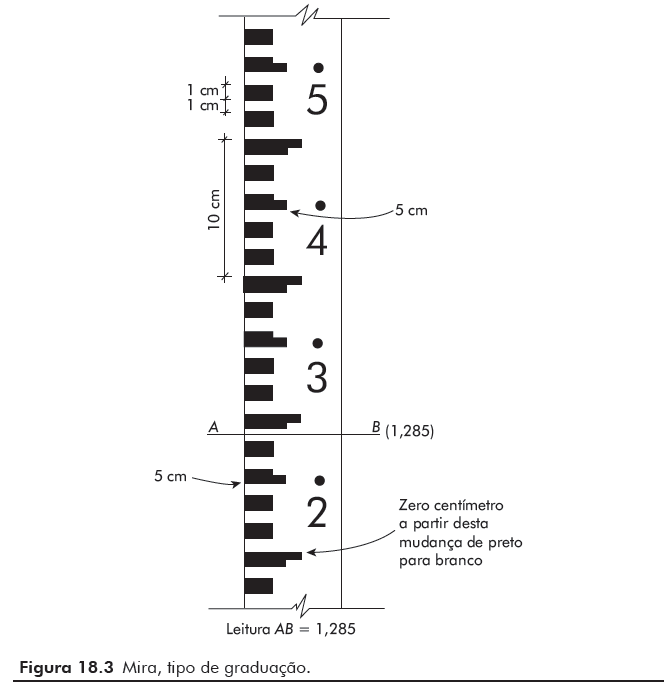 5
1 cm
1 cm
10 cm
5 cm
4
3
A B (1,285)
5 cm
2
Zero centímetro
a partir desta
mudança de preto
para branco
Leitura AB = 1,285
Figura 18.3 Mira, tipo de graduação.